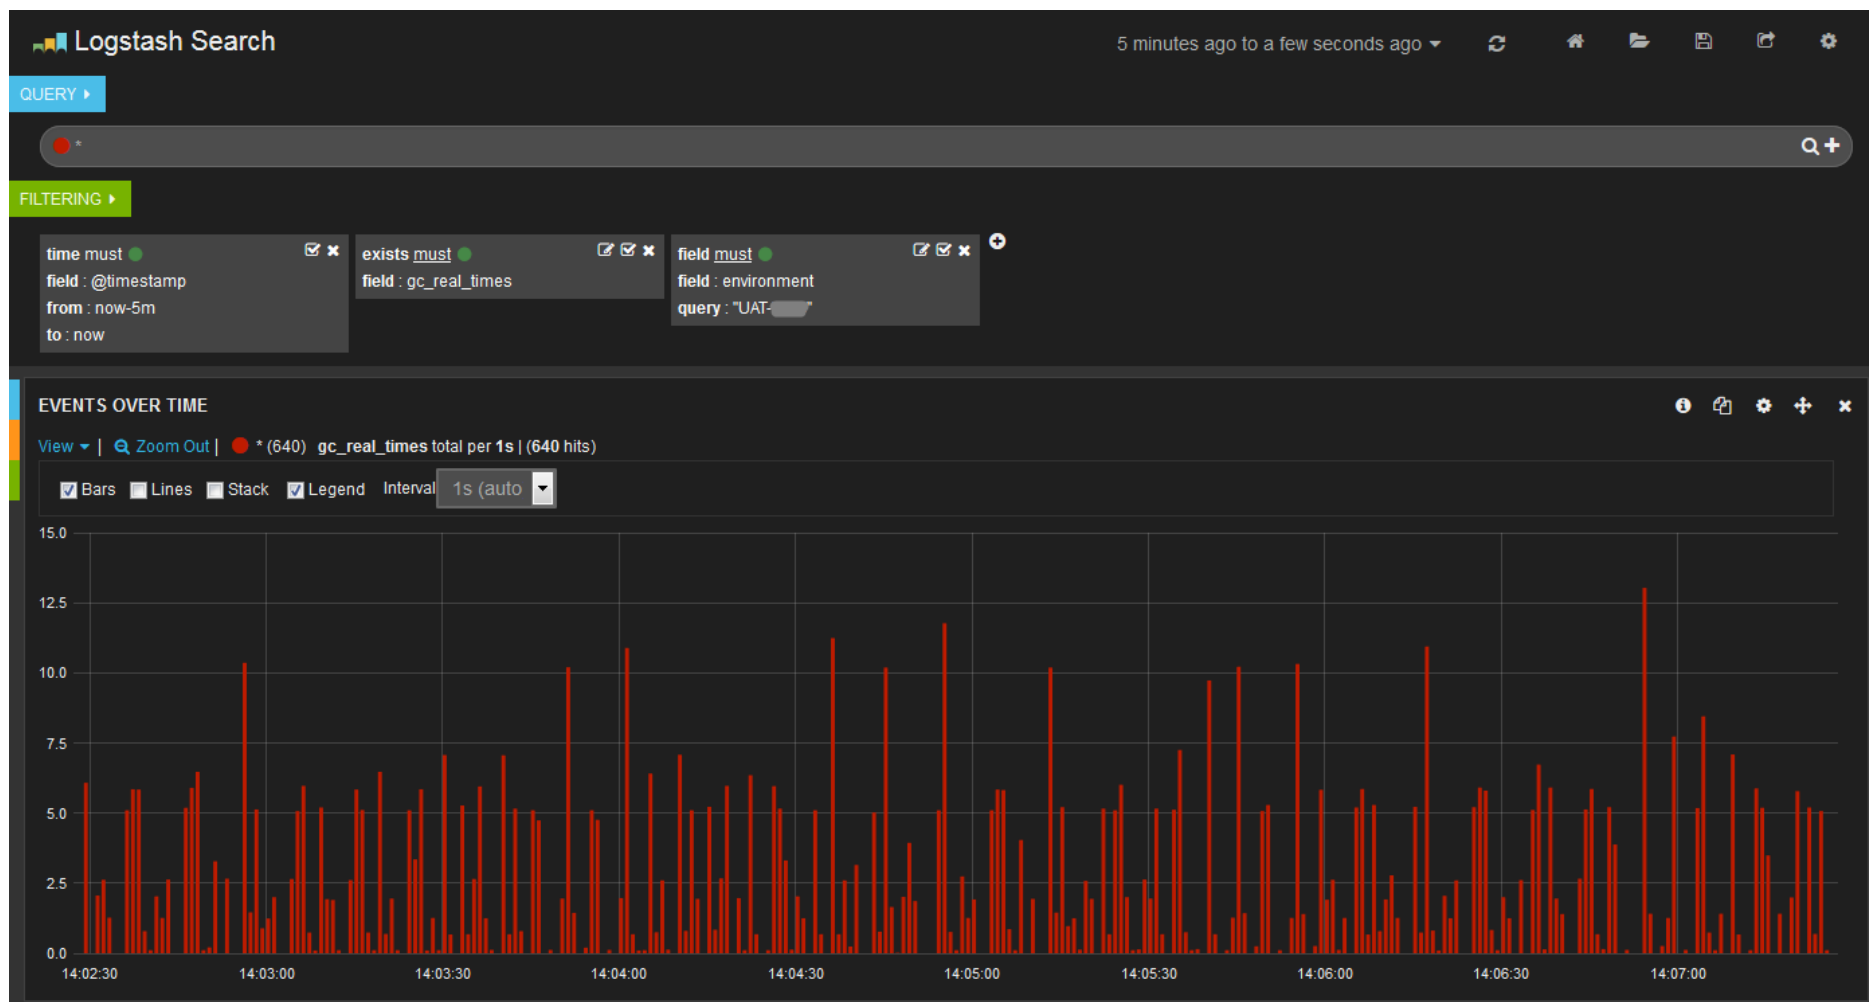 Logstash Search
5 minutes ago to a few seconds ago
QUERY
*
FILTERING
time must
field : @timestamp
from : now-5m
to : now
exists must
field : gc_real_times
field must
field : environment
query : "UAT-"
EVENTS OVER TIME
View | Zoom Out | * (640) gc_real_times total per 1s | (640 hits)
Bars Lines Stack Legend Interval 1s (auto
15.0
12.5
10.0
7.5
5.0
2.5
0.0
14:02:30 14:03:00 14:03:30 14:04:00 14:04:30 14:05:00 14:05:30 14:06:00 14:06:30 14:07:00